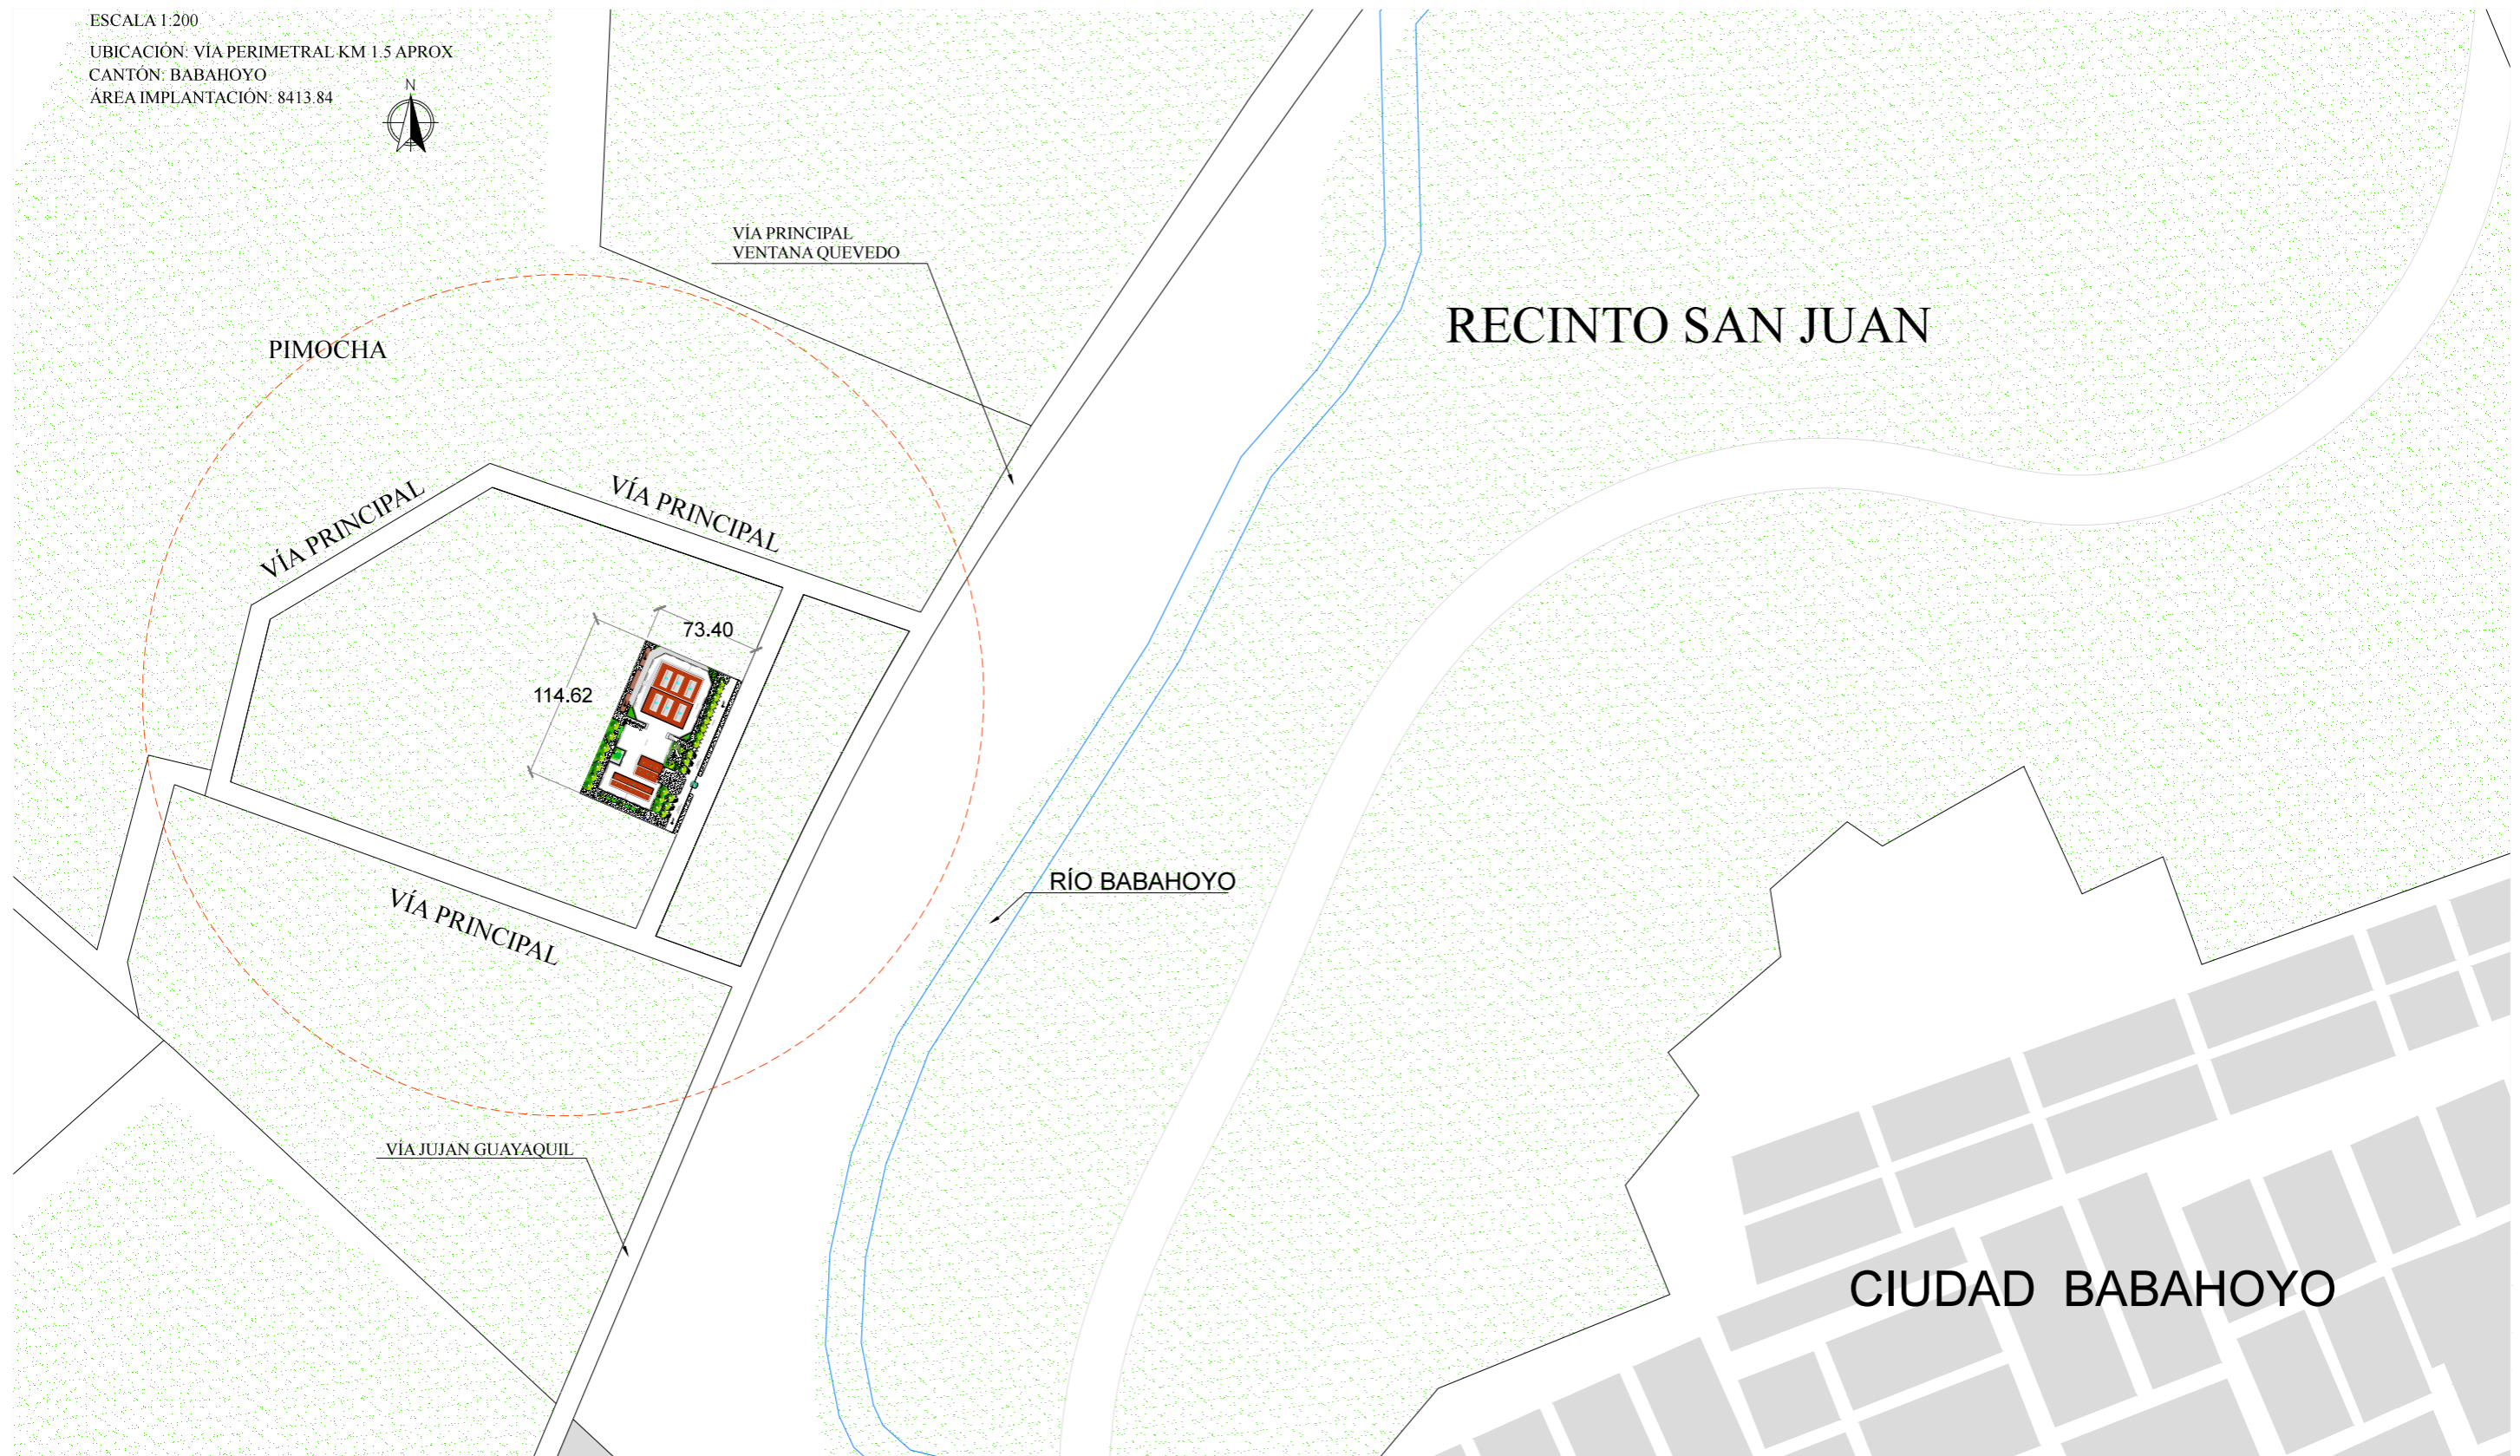 ESCALA 1:200
UBICACIÓN: VÍA PERIMETRAL KM 1.5 APROX
CANTÓN: BABAHOYO
ÁREA IMPLANTACIÓN: 8413.84
N
VÍA PRINCIPAL
VENTANA QUEVEDO
RECINTO SAN JUAN
PIMOCHA
VÍA PRINCIPAL
VÍA PRINCIPAL
73.40
114.62
RÍO BABAHOYO
VÍA PRINCIPAL
VÍA JUJAN GUAYAQUIL
CIUDAD BABAHOYO